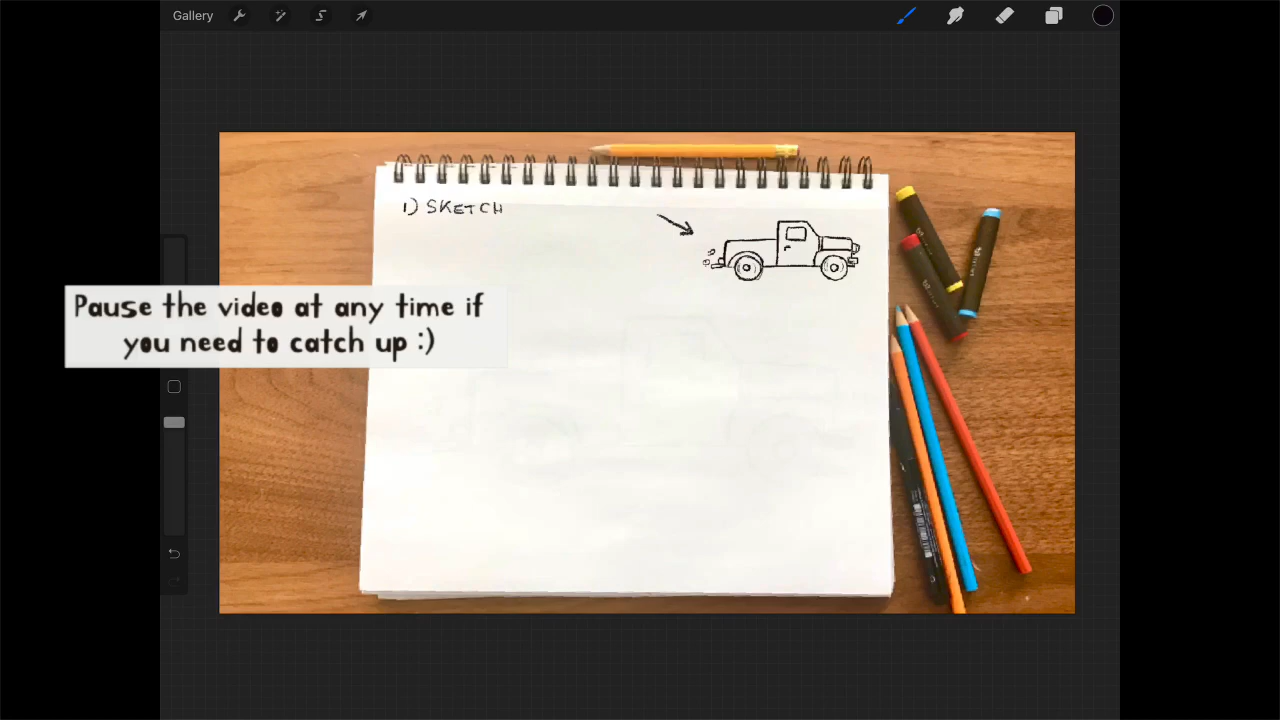 Gallery
1) SKETCH
Pause the video at any time if
you need to catch up :)